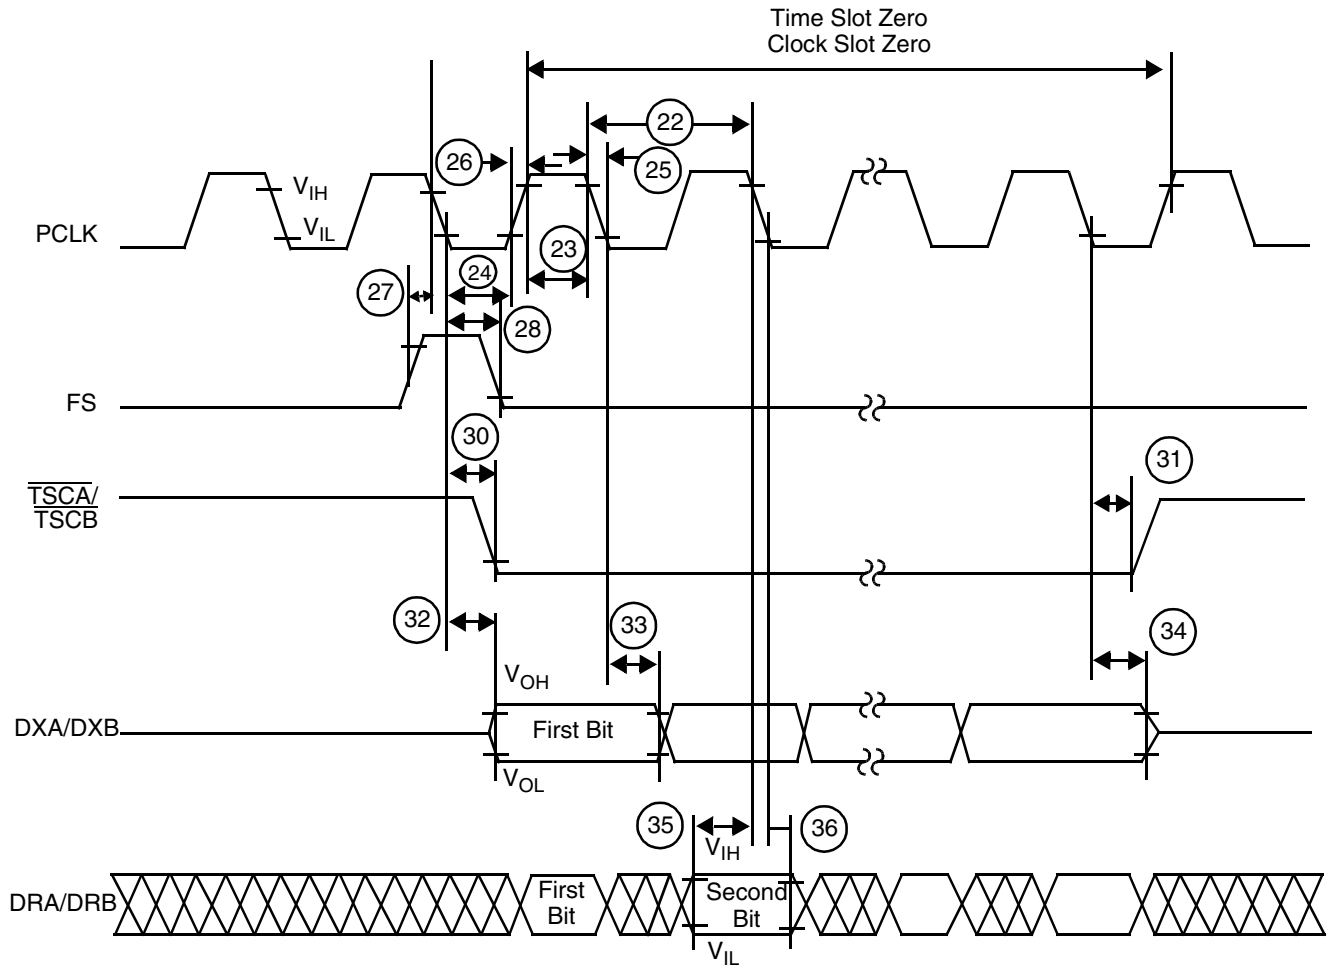 Time Slot Zero
Clock Slot Zero
22
26
25
VIH
VIL
PCLK
23
24
27
28
FS
30
31
TSCA/
TSCB
32
33
34
VOH
DXA/DXB
First Bit
VOL
35
36
VIH
DRA/DRB
First
Bit
Second
Bit
VIL